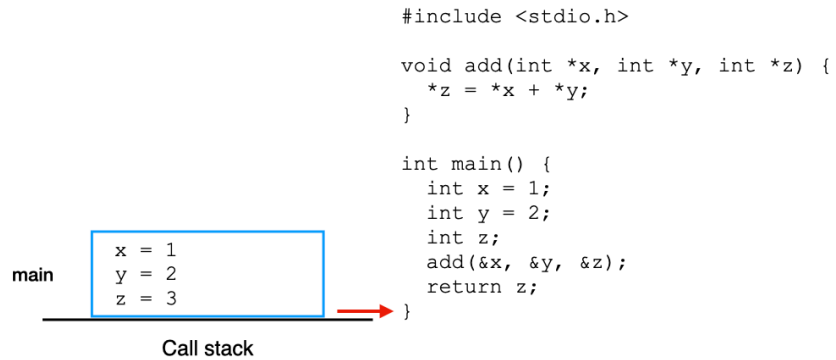 #include <stdio.h>
void add(int *x, int *y, int *z) {
*z = *x + *y;
}
int main() {
int x = 1;
int y = 2;
int z;
add(&x, &y, &z);
return z;
}
main
x = 1
y = 2
z = 3
Call stack